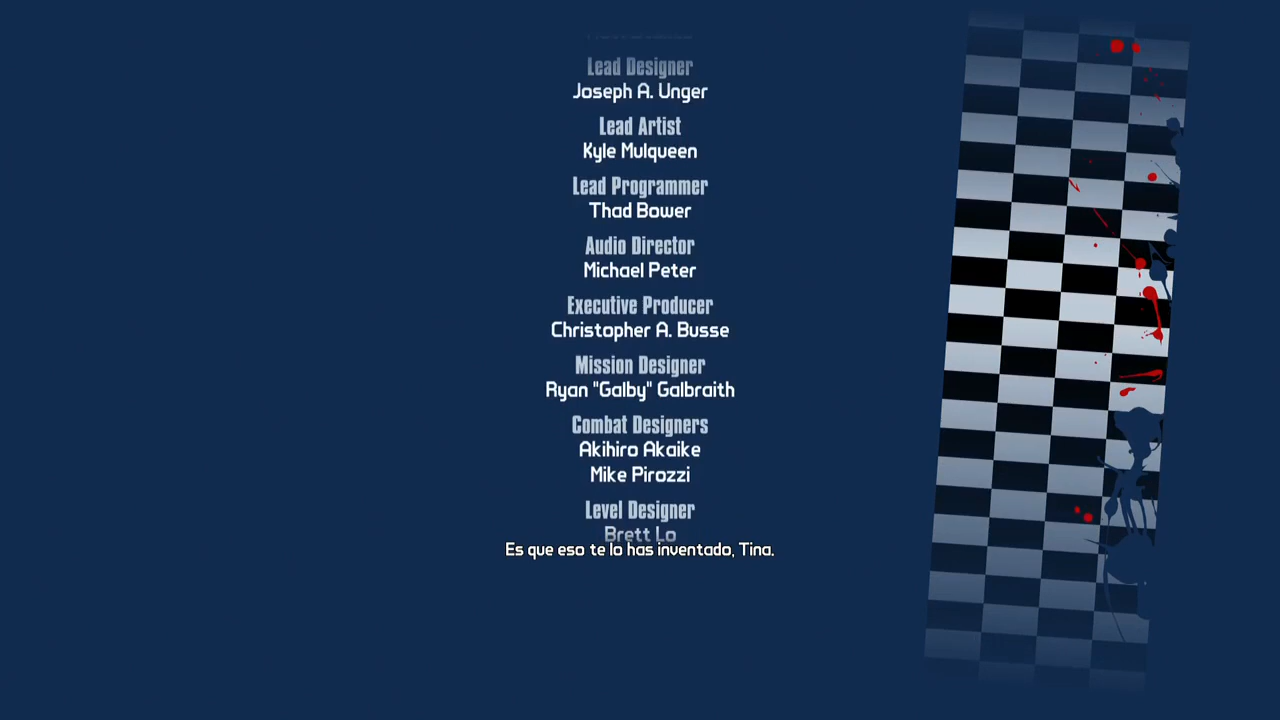 Lead Designer
Joseph A. Unger
Lead Artist
Kyle Mulqueen
Lead Programmer
Thad Bower
Audio Director
Michael Peter
Executive Producer
Christopher A. Busse
Mission Designer
Ryan "Galby" Galbraith
Combat Designers
Akihiro Akaike
Mike Pirozzi
Level Designer
Brett Lo
Es que eso te lo has inventado, Tina.